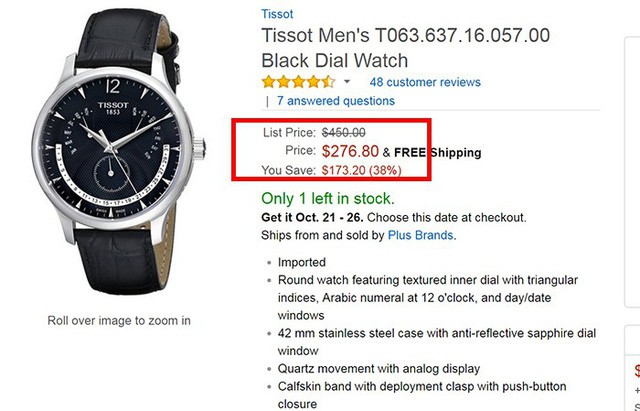 Tissot
Tissot Men's T063.637.16.057.00
Black Dial Watch
48 customer reviews
| 7 answered questions
List Price: $450.00
Price: $276.80 & FREE Shipping
You Save: $173.20 (38%)
Only 1 left in stock.
Get it Oct. 21 - 26. Choose this date at checkout.
Ships from and sold by Plus Brands.
• Imported
• Round watch featuring textured inner dial with triangular
indices, Arabic numeral at 12 o'clock, and day/date
windows
• 42 mm stainless steel case with anti-reflective sapphire dial
window
• Quartz movement with analog display
• Calfskin band with deployment clasp with push-button
closure
TISSOT
1853
Roll over image to zoom in